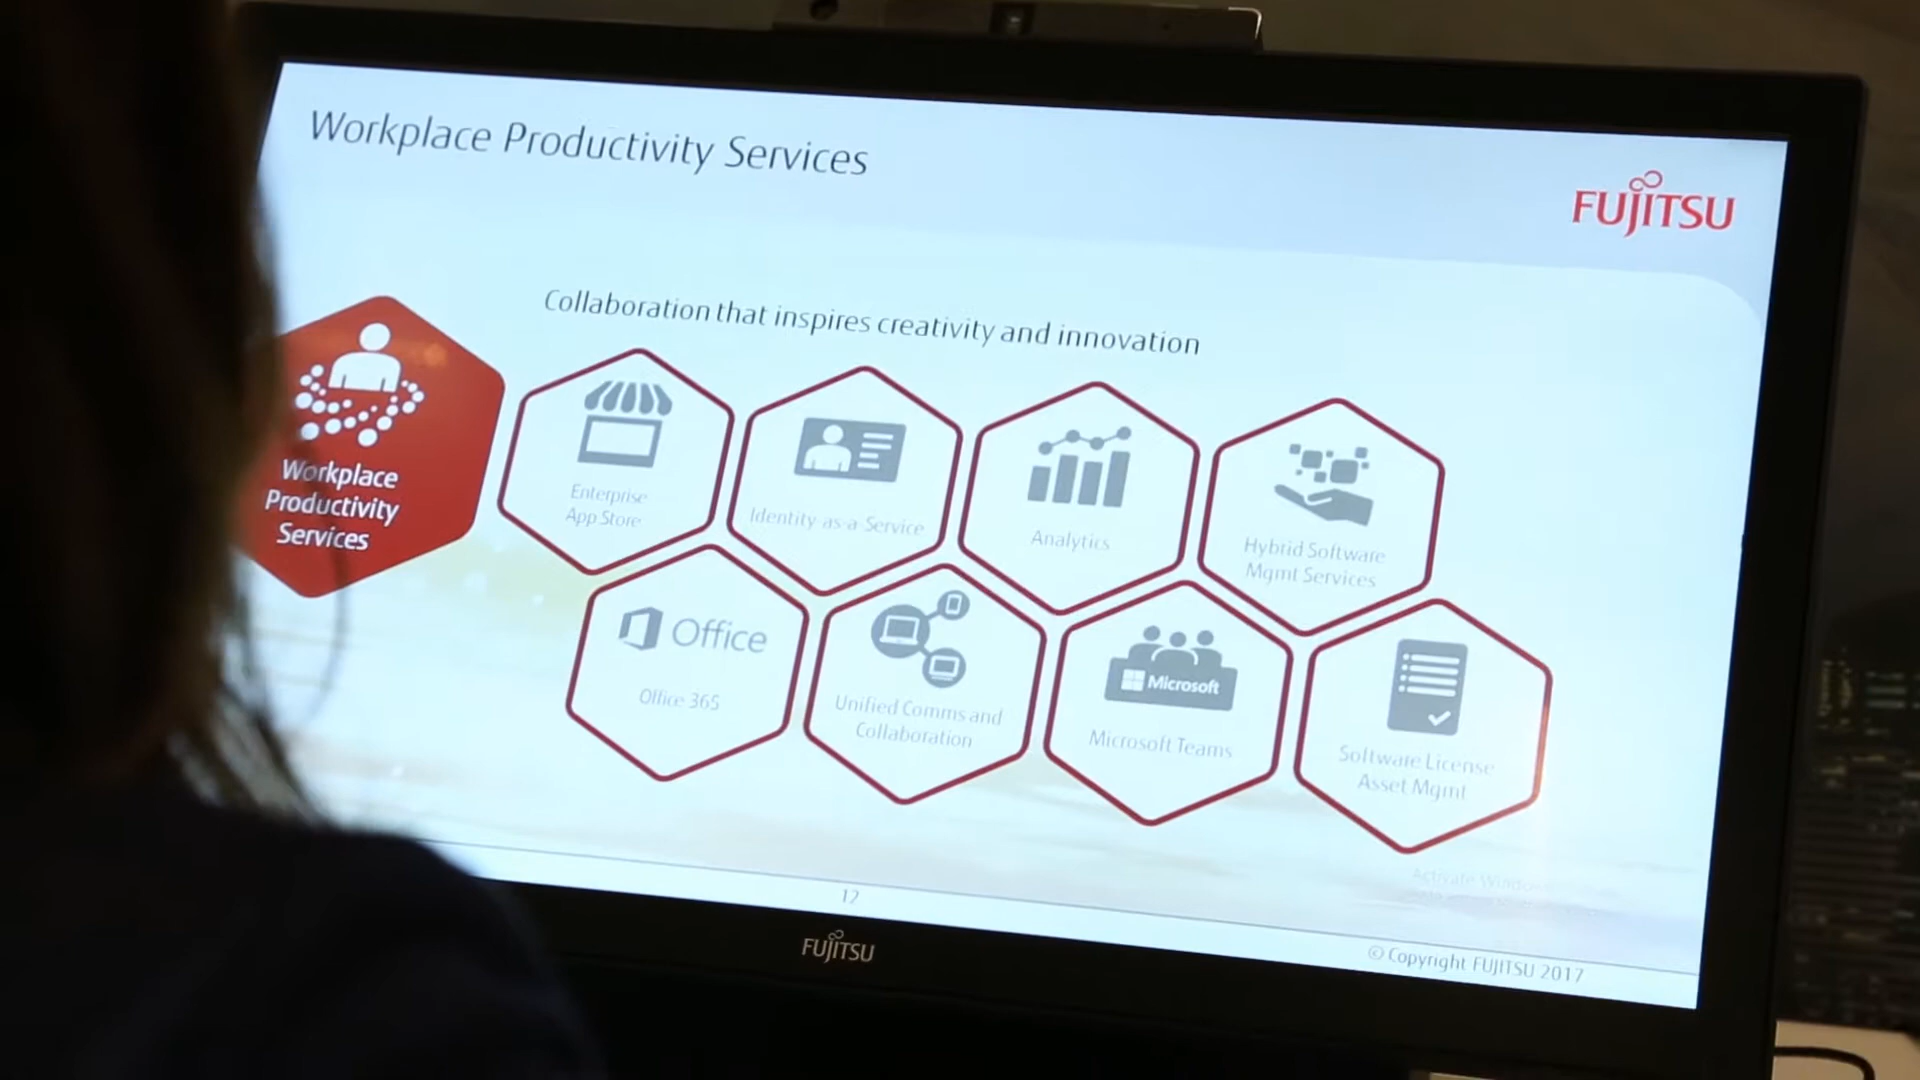 Workplace Productivity Services
FUJITSU
Collaboration that inspires creativity and innovation
Workplace
Productivity
Services
Enterprise
App Store
Identity-as-a-Service
Analytics
Hybrid Software
Mgmt Services
Office
Office 365
Unified Comms and
Collaboration
Microsoft
Microsoft Teams
Software License
Asset Mgmt
Activate Windo
12
© Copyright FUJITSU 2017
FUJITSU